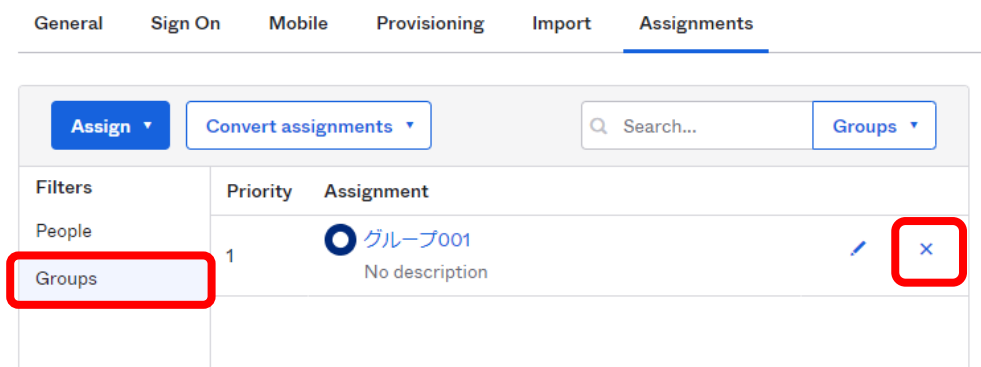 General Sign On Mobile Provisioning Import Assignments
Assign Convert assignments Search... Groups
Filters Priority Assignment
People
Groups
1 グループ001
No description